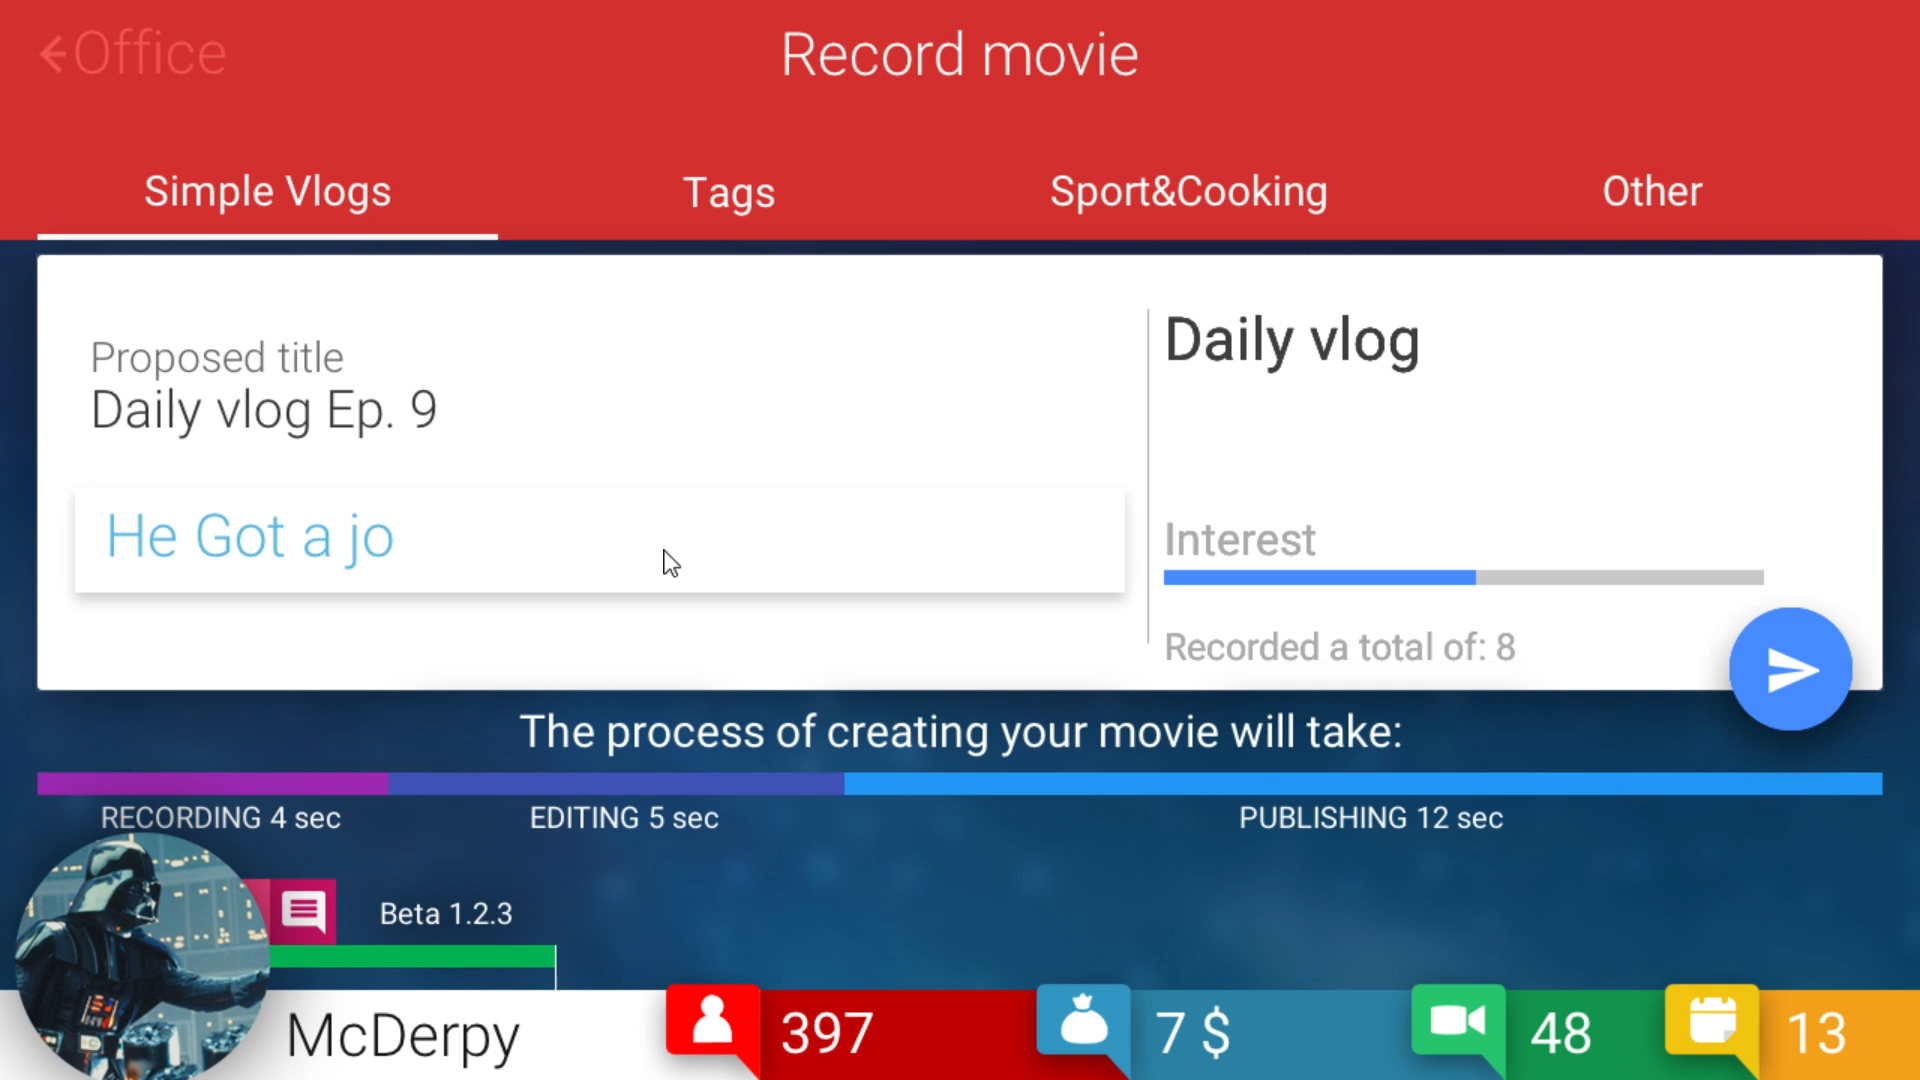 Office
Record movie
Simple Vlogs
Tags
Sport&Cooking
Other
Proposed title
Daily vlog Ep. 9
He Got a jo
Daily vlog
Interest
Recorded a total of: 8
The process of creating your movie will take:
RECORDING 4 sec
EDITING 5 sec
PUBLISHING 12 sec
Beta 1.2.3
McDerpy
397
7 $
48
13